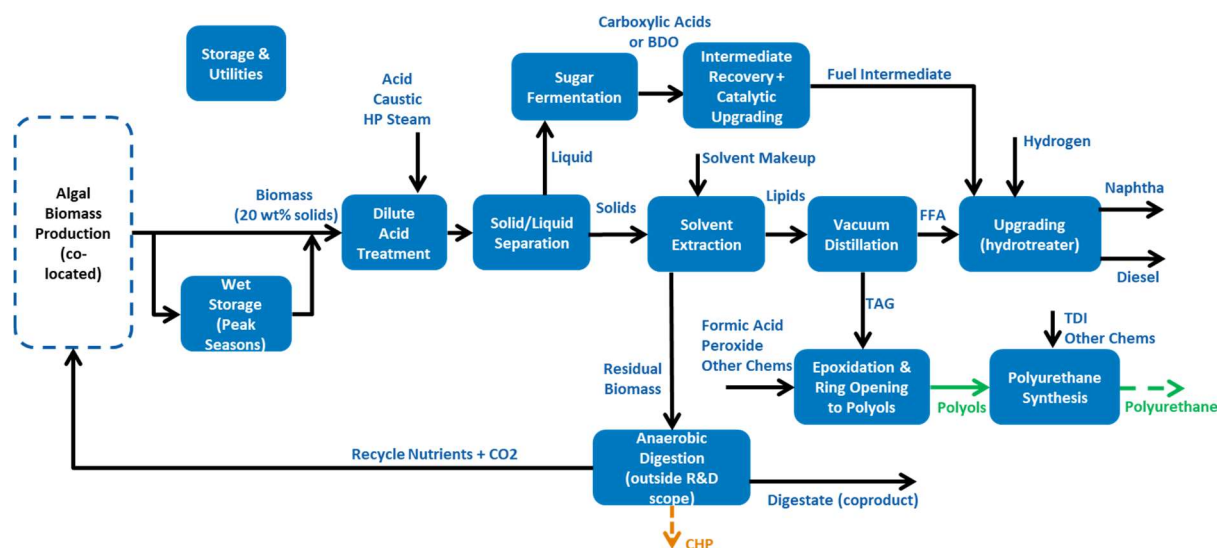 Storage &
Utilities
Carboxylic Acids
or BDO
Sugar
Fermentation
Intermediate
Recovery +
Catalytic
Upgrading
Fuel Intermediate
Acid
Caustic
HP Steam
Liquid
Solvent Makeup
Hydrogen
Algal
Biomass
Production
(co-
located)
Biomass
(20 wt% solids)
Dilute
Acid
Treatment
Solid/Liquid
Separation
Solids
Solvent
Extraction
Lipids
Vacuum
Distillation
FFA
Upgrading
(hydrotreater)
Naphtha
Diesel
Wet
Storage
(Peak
Seasons)
TAG
TDI
Other Chems
Formic Acid
Peroxide
Other Chems
Residual
Biomass
Epoxidation &
Ring Opening
to Polyols
Polyols
Polyurethane
Synthesis
Polyurethane
Recycle Nutrients + CO2
Anaerobic
Digestion
(outside R&D
scope)
Digestate (coproduct)
CHP